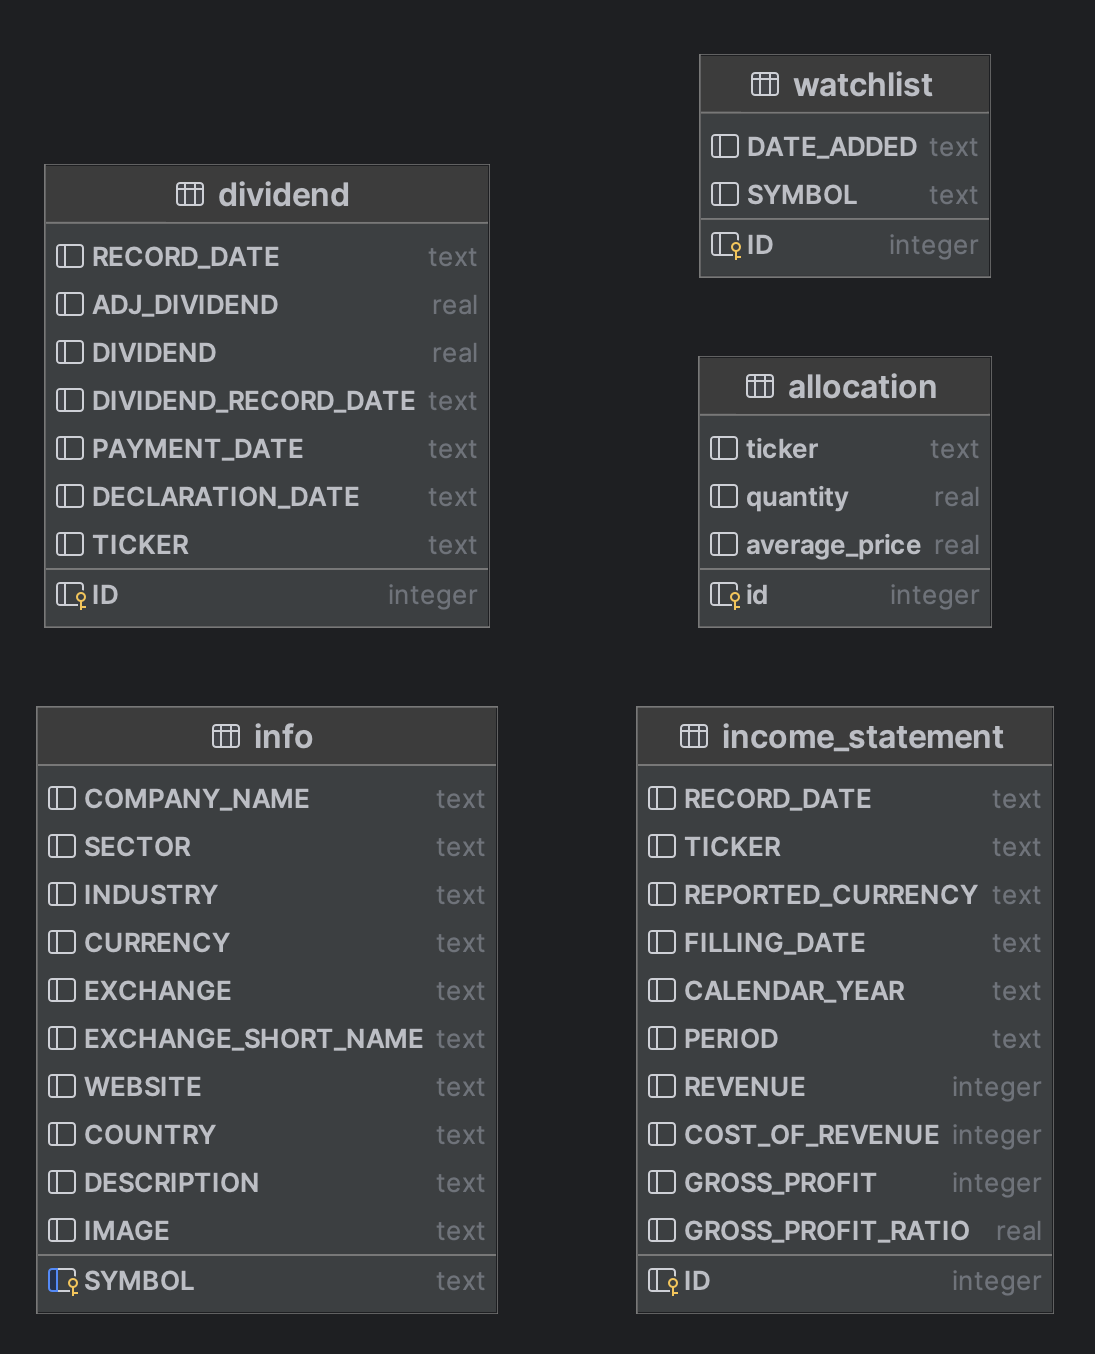 watchlist
DATE_ADDED text
SYMBOL text
ID integer
dividend
RECORD_DATE text
ADJ_DIVIDEND real
DIVIDEND real
DIVIDEND_RECORD_DATE text
PAYMENT_DATE text
DECLARATION_DATE text
TICKER text
ID integer
allocation
ticker text
quantity real
average_price real
id integer
info
COMPANY_NAME text
SECTOR text
INDUSTRY text
CURRENCY text
EXCHANGE text
EXCHANGE_SHORT_NAME text
WEBSITE text
COUNTRY text
DESCRIPTION text
IMAGE text
SYMBOL text
income_statement
RECORD_DATE text
TICKER text
REPORTED_CURRENCY text
FILLING_DATE text
CALENDAR_YEAR text
PERIOD text
REVENUE integer
COST_OF_REVENUE integer
GROSS_PROFIT integer
GROSS_PROFIT_RATIO real
ID integer